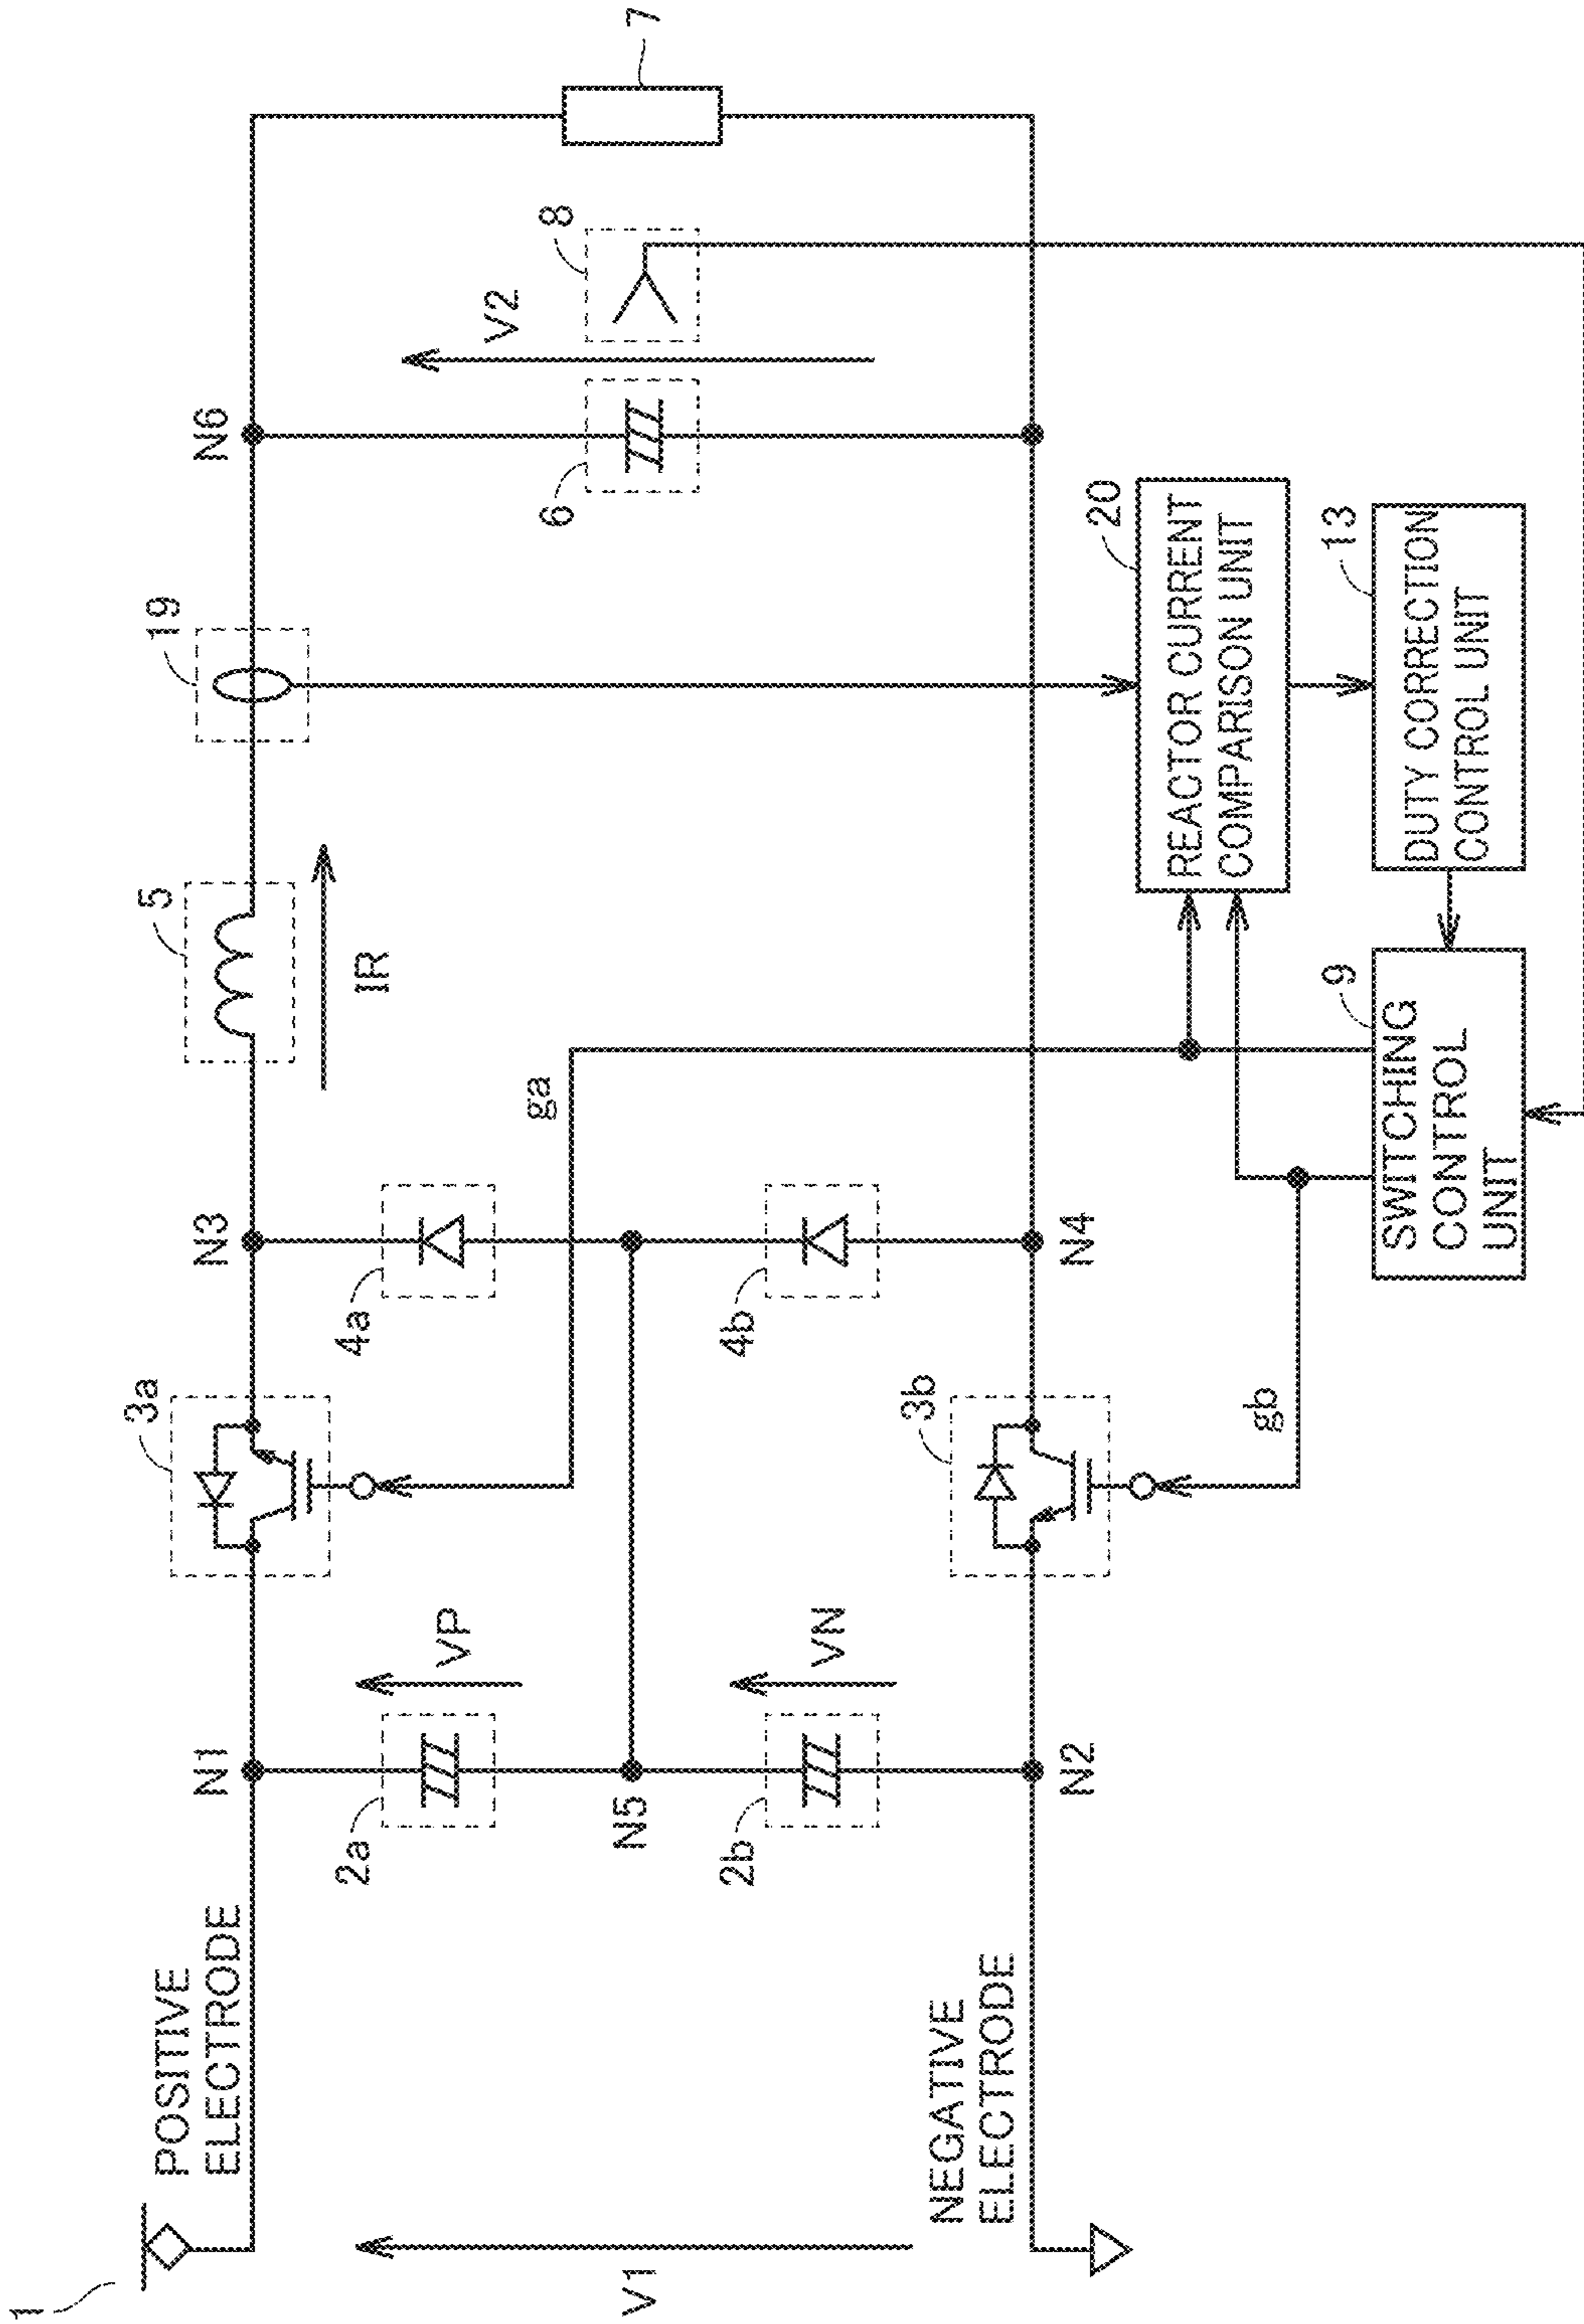 1
POSITIVE
ELECTRODE
N1
3a
N3
5
19
N6
IR
2a
VP
4a
ga
V1
N5
6
V2
8
7
2b
VN
4b
NEGATIVE
ELECTRODE
N2
3b
N4
gb
20
REACTOR CURRENT
COMPARISON UNIT
9
SWITCHING
CONTROL
UNIT
13
DUTY CORRECTION
CONTROL UNIT